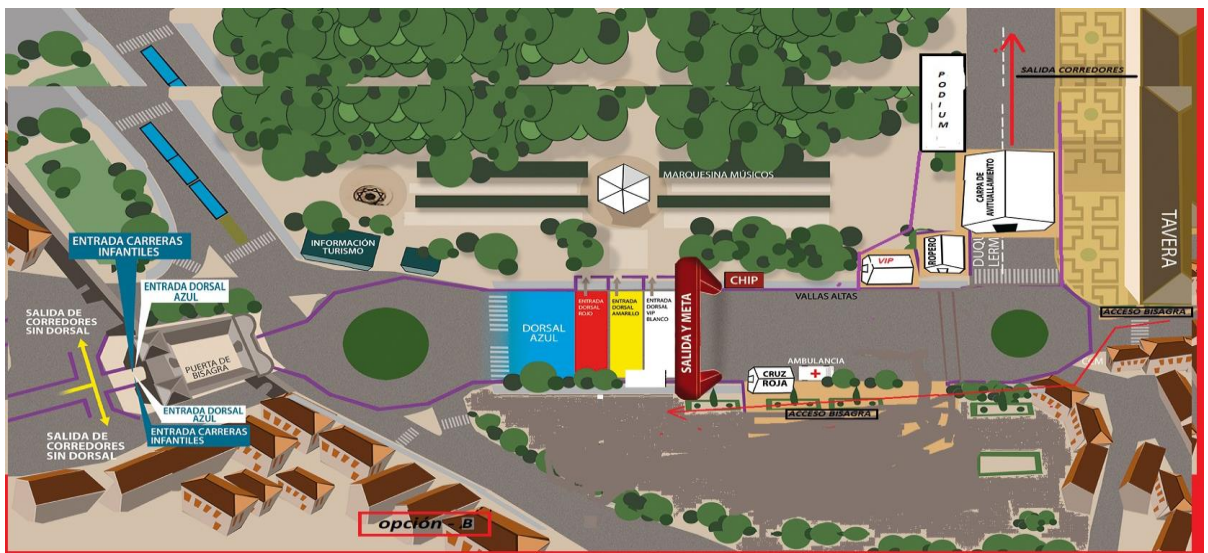 SALIDA CORREDORES
PODIUM
MARQUESINA MÚSICOS
CARPA DE
AVITUALLAMIENTO
TAVERA
ENTRADA CARRERAS
INFANTILES
INFORMACIÓN
TURISMO
ROPERO
VIP
ENTRADA DORSAL
AZUL
CHIP
VALLAS ALTAS
SALIDA DE
CORREDORES
SIN DORSAL
DORSAL
AZUL
ENTRADA
DORSAL
ROJO
ENTRADA
DORSAL
AMARILLO
ENTRADA
DORSAL
VIP
BLANCO
SALIDA Y META
ACCESO BISAGRA
PUERTA DE
BISAGRA
AMBULANCIA
CRUZ
ROJA
ENTRADA DORSAL
AZUL
ENTRADA CARRERAS
INFANTILES
ACCESO BISAGRA
SALIDA DE
CORREDORES
SIN DORSAL
opción - .B